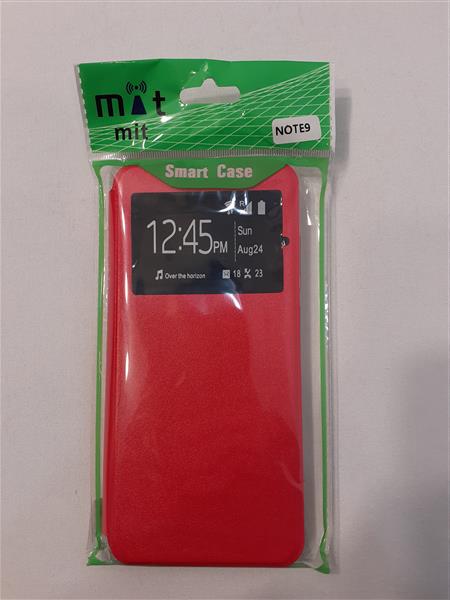 mit
mit
NOTE9
Smart Case
R
12:45PM
Sun
Aug24
Over the horizon
18 23